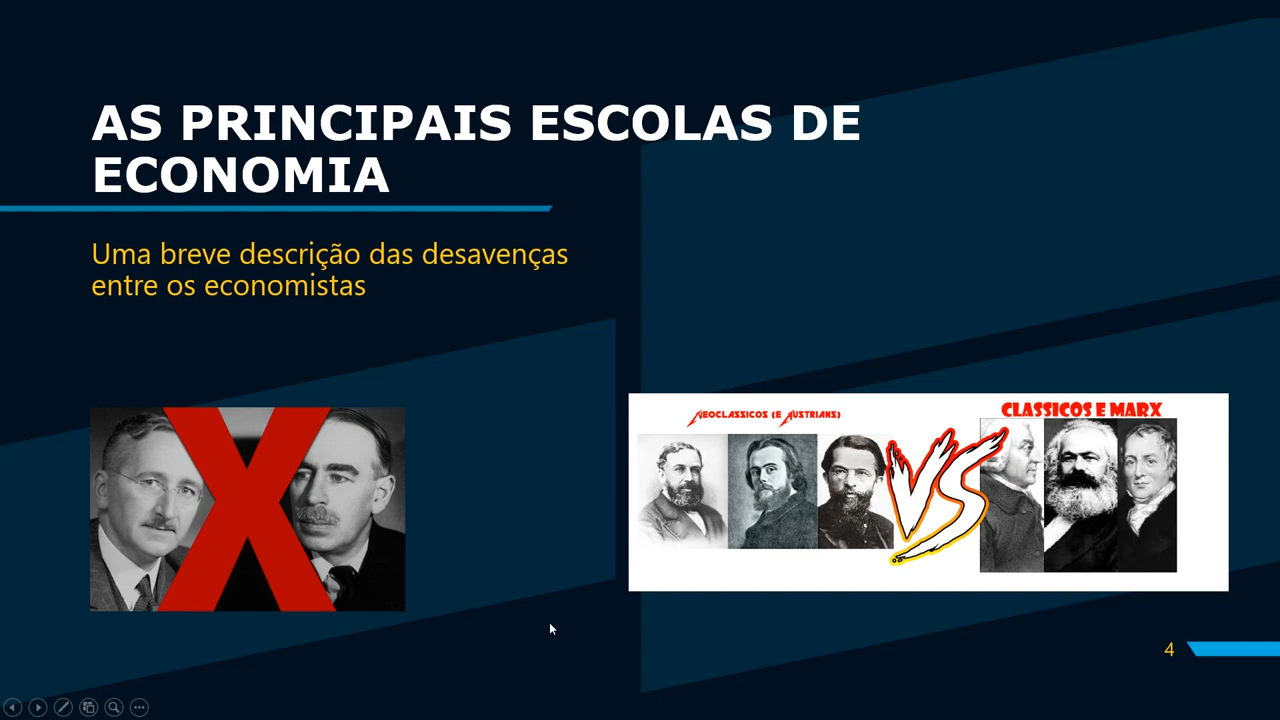 AS PRINCIPAIS ESCOLAS DE
ECONOMIA
Uma breve descrição das desavenças
entre os economistas
NEOCLASSICOS (E AUSTRIANS)
VS
CLASSICOS E MARX
4